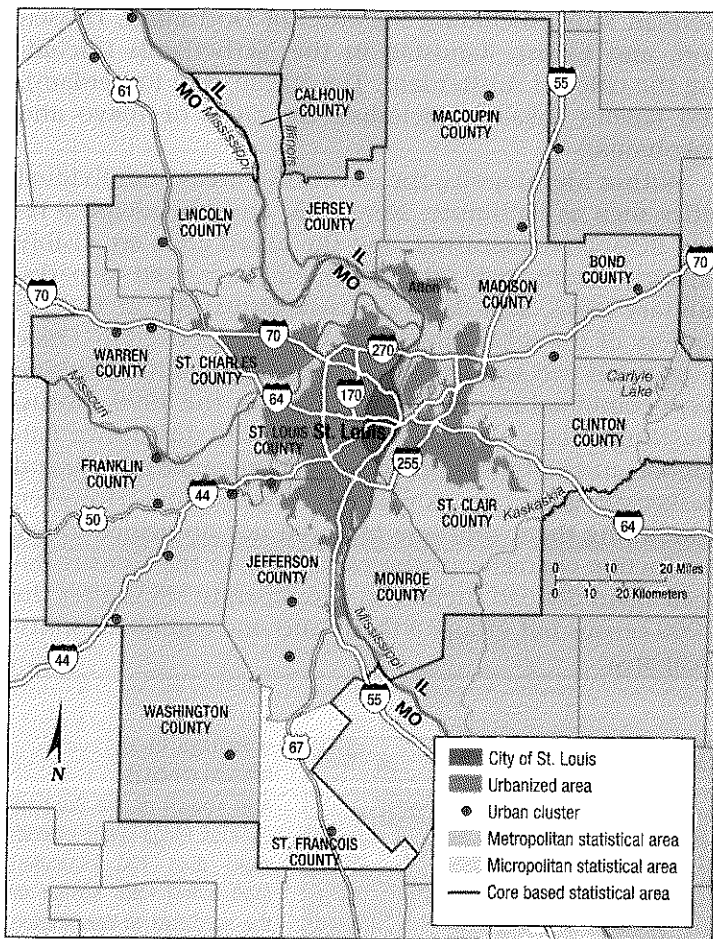 61
IL
MO
Mississippi
CALHOUN
COUNTY
Illinois
MACOUPIN
COUNTY
55
LINCOLN
COUNTY
JERSEY
COUNTY
IL
MO
Alton
MADISON
COUNTY
BOND
COUNTY
70
70
70
270
WARREN
COUNTY
ST. CHARLES
COUNTY
Missouri
64
170
Carlyle
Lake
ST. LOUIS
COUNTY
St. Louis
CLINTON
COUNTY
FRANKLIN
COUNTY
44
255
ST. CLAIR
COUNTY
Kaskaskia
50
64
JEFFERSON
COUNTY
MONROE
COUNTY
0 10 20 Miles
0 10 20 Kilometers
Mississippi
44
IL
MO
55
WASHINGTON
COUNTY
67
N
ST. FRANCOIS
COUNTY
City of St. Louis
Urbanized area
Urban cluster
Metropolitan statistical area
Micropolitan statistical area
Core based statistical area